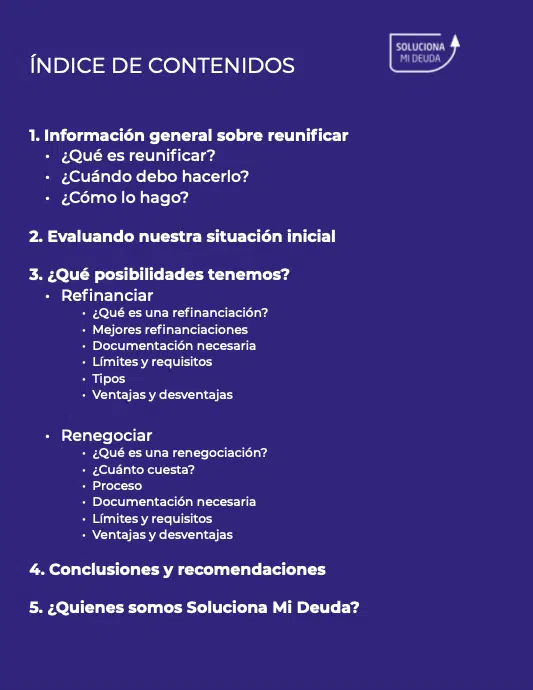 SOLUCIONA
MI DEUDA
ÍNDICE DE CONTENIDOS
1. Información general sobre reunificar
• ¿Qué es reunificar?
• ¿Cuándo debo hacerlo?
• ¿Cómo lo hago?
2. Evaluando nuestra situación inicial
3. ¿Qué posibilidades tenemos?
• Refinanciar
• ¿Qué es una refinanciación?
• Mejores refinanciaciones
• Documentación necesaria
• Límites y requisitos
• Tipos
• Ventajas y desventajas
• Renegociar
• ¿Qué es una renegociación?
• ¿Cuánto cuesta?
• Proceso
• Documentación necesaria
• Límites y requisitos
• Ventajas y desventajas
4. Conclusiones y recomendaciones
5. ¿Quienes somos Soluciona Mi Deuda?